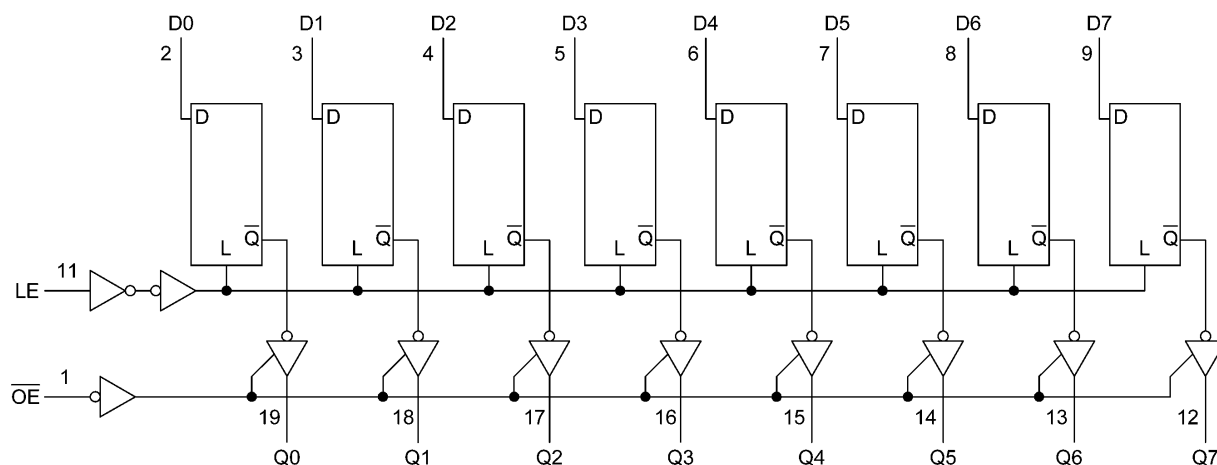 D0 D1 D2 D3 D4 D5 D6 D7
2 3 4 5 6 7 8 9
D D D D D D D D
Q̅ Q̅ Q̅ Q̅ Q̅ Q̅ Q̅ Q̅
L L L L L L L L
11
LE
1
O̅E̅
19 18 17 16 15 14 13 12
Q0 Q1 Q2 Q3 Q4 Q5 Q6 Q7